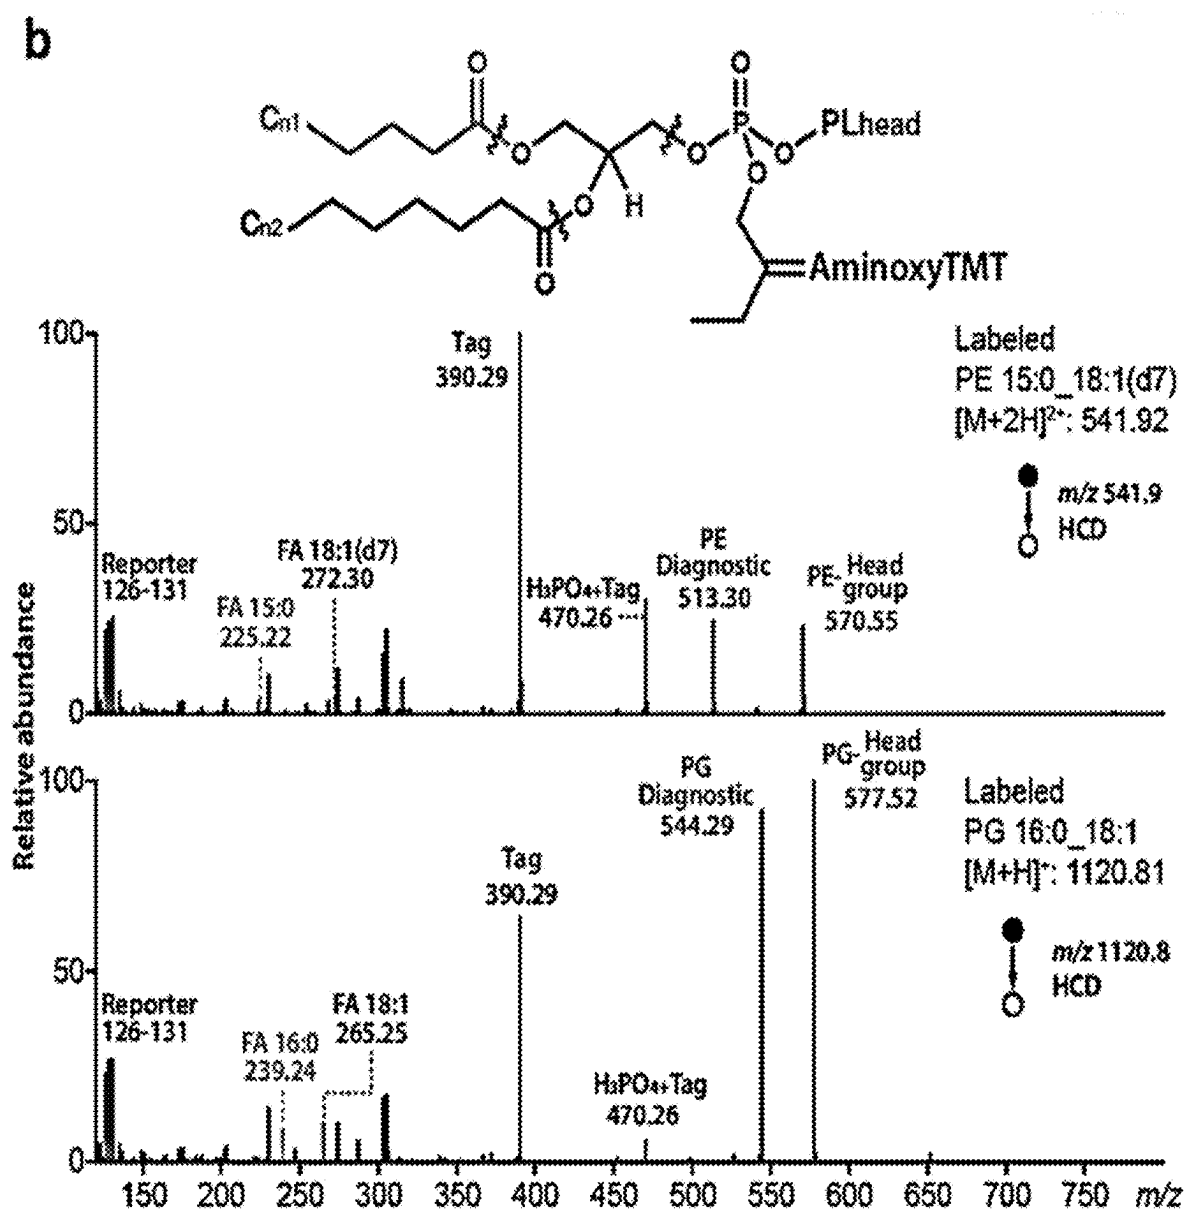 b
O
O
Cn1
O
O
P
O
PLhead
O
Cn2
O
H
O
AminoxyTMT
100
Tag
390.29
Labeled
PE 15:0_18:1(d7)
[M+2H]2+: 541.92
m/z 541.9
HCD
50
Reporter
126-131
FA 15:0
225.22
FA 18:1(d7)
272.30
H3PO4+Tag
470.26
PE
Diagnostic
513.30
PE-Head
group
570.55
0
Relative abundance
100
PG
Diagnostic
544.29
PG-Head
group
577.52
Labeled
PG 16:0_18:1
[M+H]+: 1120.81
Tag
390.29
m/z 1120.8
HCD
50
Reporter
126-131
FA 16:0
239.24
FA 18:1
265.25
H3PO4+Tag
470.26
0
150 200 250 300 350 400 450 500 550 600 650 700 750 m/z